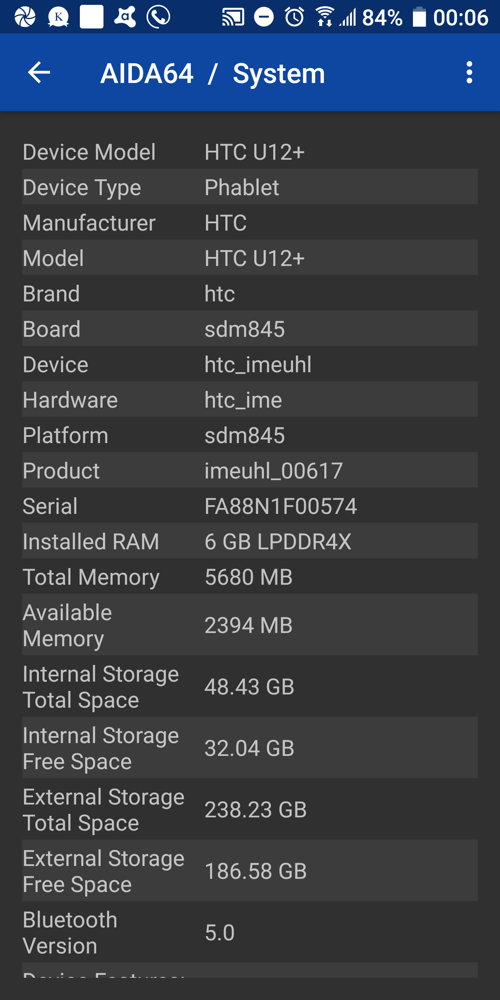 K a 84% 00:06
AIDA64 / System
Device Model HTC U12+
Device Type Phablet
Manufacturer HTC
Model HTC U12+
Brand htc
Board sdm845
Device htc_imeuhl
Hardware htc_ime
Platform sdm845
Product imeuhl_00617
Serial FA88N1F00574
Installed RAM 6 GB LPDDR4X
Total Memory 5680 MB
Available
Memory 2394 MB
Internal Storage
Total Space 48.43 GB
Internal Storage
Free Space 32.04 GB
External Storage
Total Space 238.23 GB
External Storage
Free Space 186.58 GB
Bluetooth
Version 5.0
Device Features: